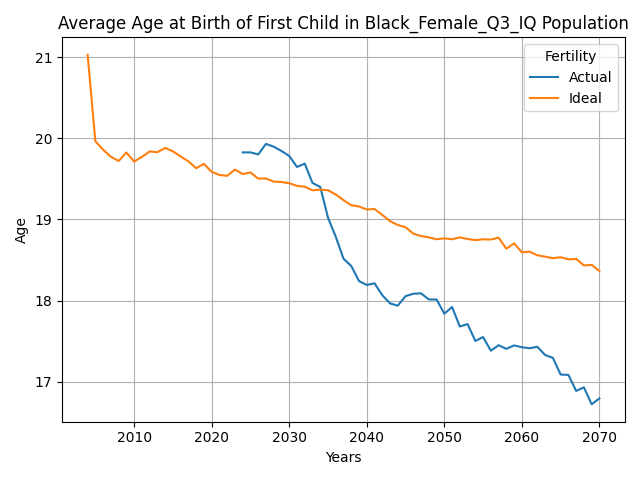 Average Age at Birth of First Child in Black_Female_Q3_IQ Population
Fertility
Actual
Ideal
21
20
19
18
17
Age
2010 2020 2030 2040 2050 2060 2070
Years